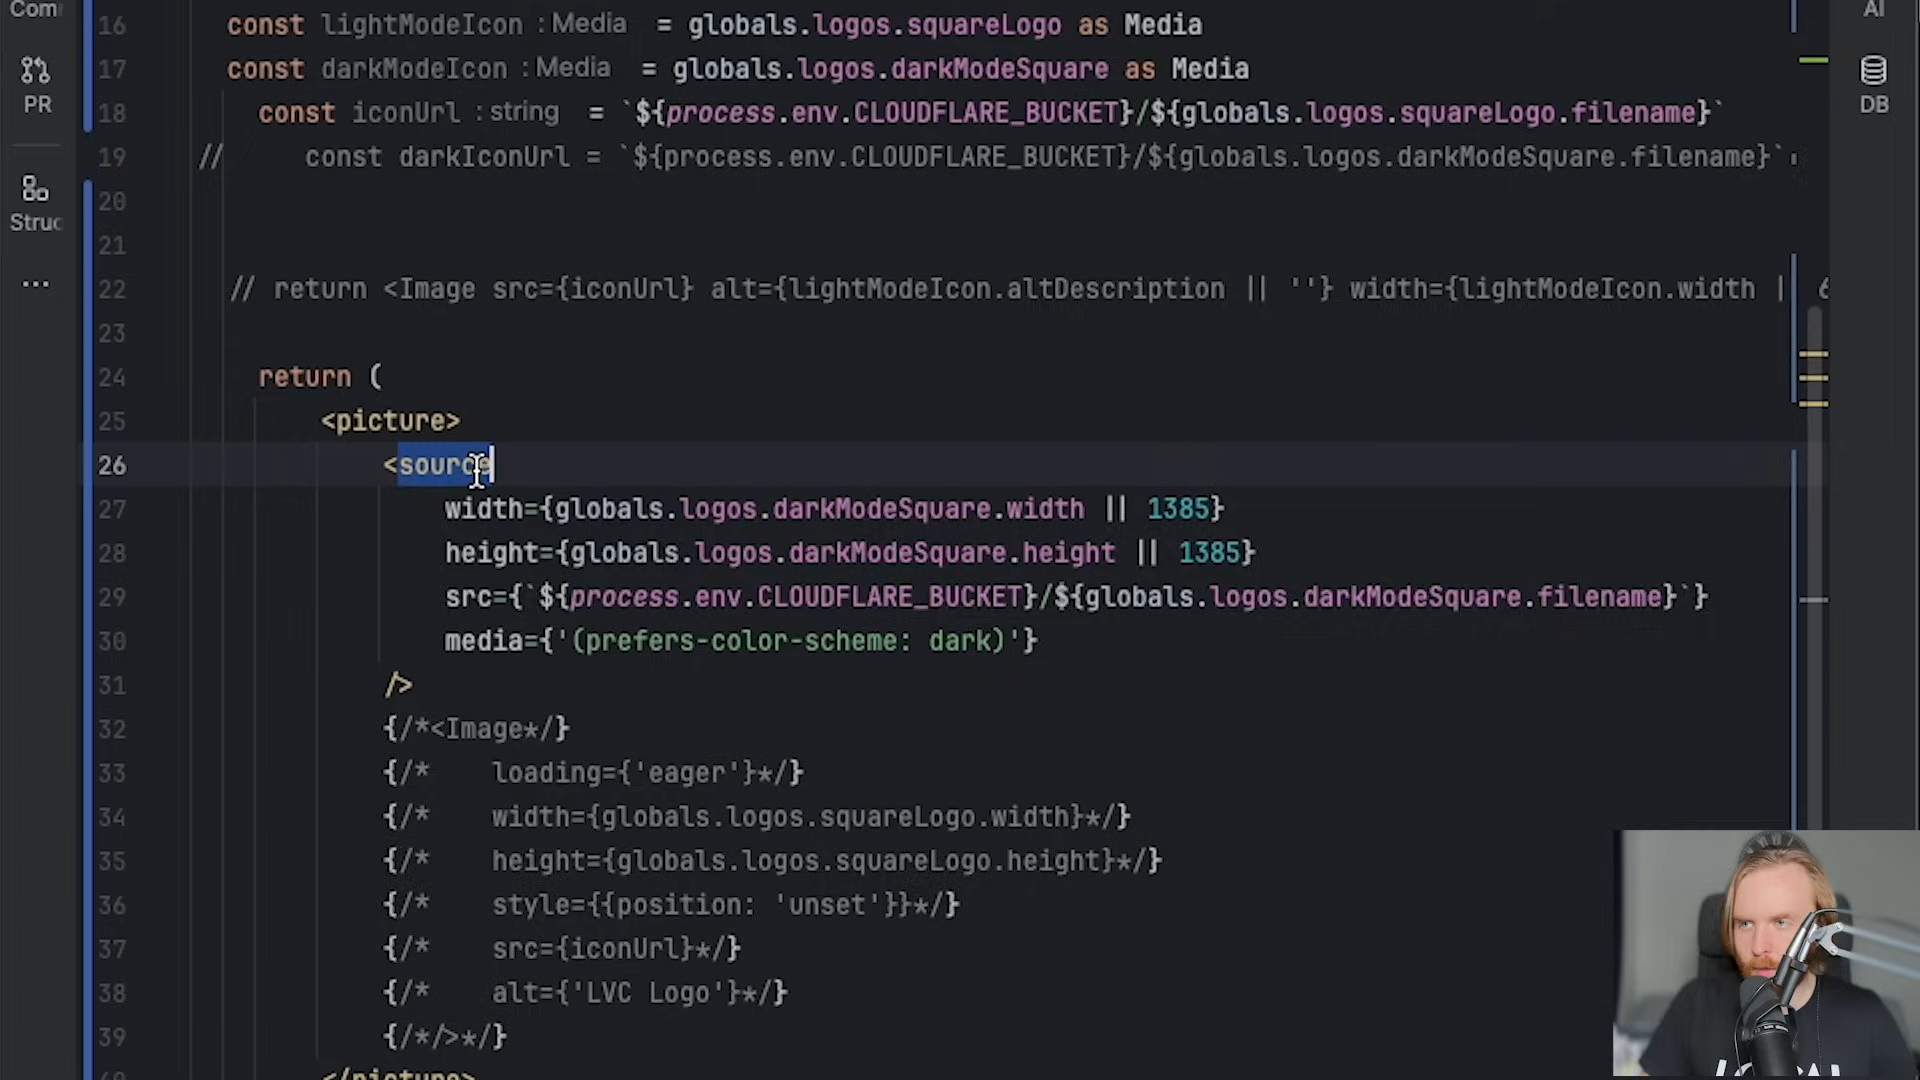 Com
16 const lightModeIcon : Media = globals.logos.squareLogo as Media
AI
17 const darkModeIcon : Media = globals.logos.darkModeSquare as Media
PR
DB
18 const iconUrl : string = `${process.env.CLOUDFLARE_BUCKET}/${globals.logos.squareLogo.filename}`
19 // const darkIconUrl = `${process.env.CLOUDFLARE_BUCKET}/${globals.logos.darkModeSquare.filename}`
20
Struc
21
22 // return <Image src={iconUrl} alt={lightModeIcon.altDescription || ''} width={lightModeIcon.width |
23
24 return (
25 <picture>
26 <source
27 width={globals.logos.darkModeSquare.width || 1385}
28 height={globals.logos.darkModeSquare.height || 1385}
29 src={`${process.env.CLOUDFLARE_BUCKET}/${globals.logos.darkModeSquare.filename}`}
30 media={'(prefers-color-scheme: dark)'}
31 />
32 {/*<Image*/}
33 {/* loading={'eager'}*/}
34 {/* width={globals.logos.squareLogo.width}*/}
35 {/* height={globals.logos.squareLogo.height}*/}
36 {/* style={{position: 'unset'}}*/}
37 {/* src={iconUrl}*/}
38 {/* alt={'LVC Logo'}*/}
39 {/*/>*/}
</picture>